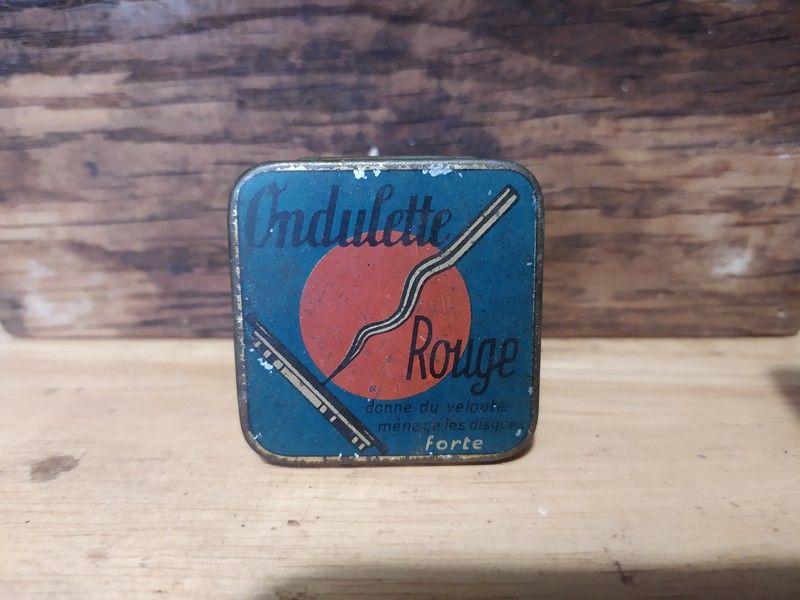 Ondulette
Rouge
donne du velouté
ménage les disques
forte